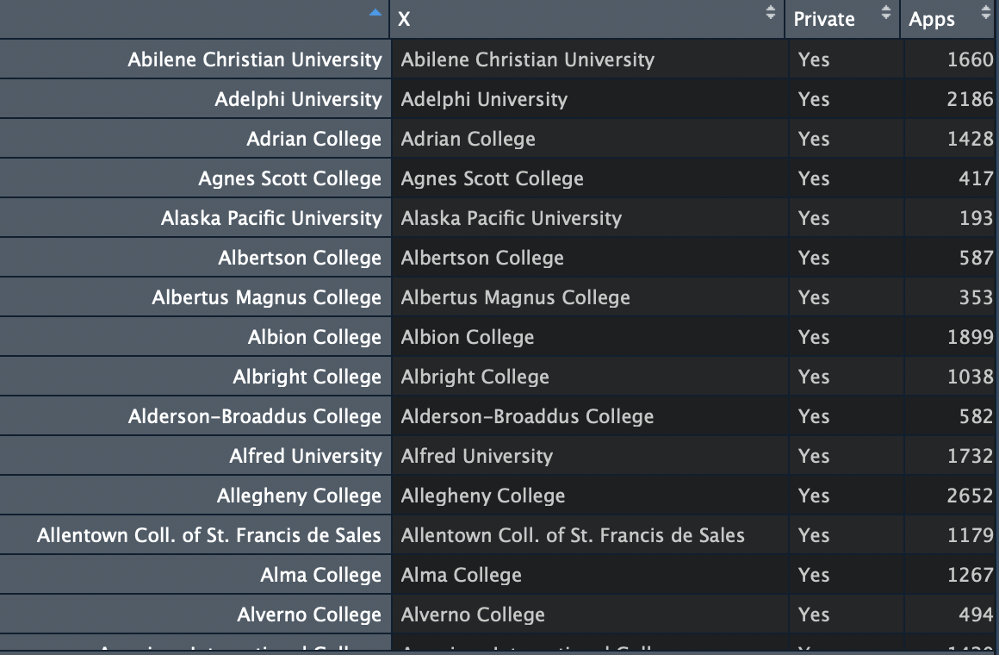 X Private Apps
Abilene Christian University Abilene Christian University Yes 1660
Adelphi University Adelphi University Yes 2186
Adrian College Adrian College Yes 1428
Agnes Scott College Agnes Scott College Yes 417
Alaska Pacific University Alaska Pacific University Yes 193
Albertson College Albertson College Yes 587
Albertus Magnus College Albertus Magnus College Yes 353
Albion College Albion College Yes 1899
Albright College Albright College Yes 1038
Alderson–Broaddus College Alderson–Broaddus College Yes 582
Alfred University Alfred University Yes 1732
Allegheny College Allegheny College Yes 2652
Allentown Coll. of St. Francis de Sales Allentown Coll. of St. Francis de Sales Yes 1179
Alma College Alma College Yes 1267
Alverno College Alverno College Yes 494